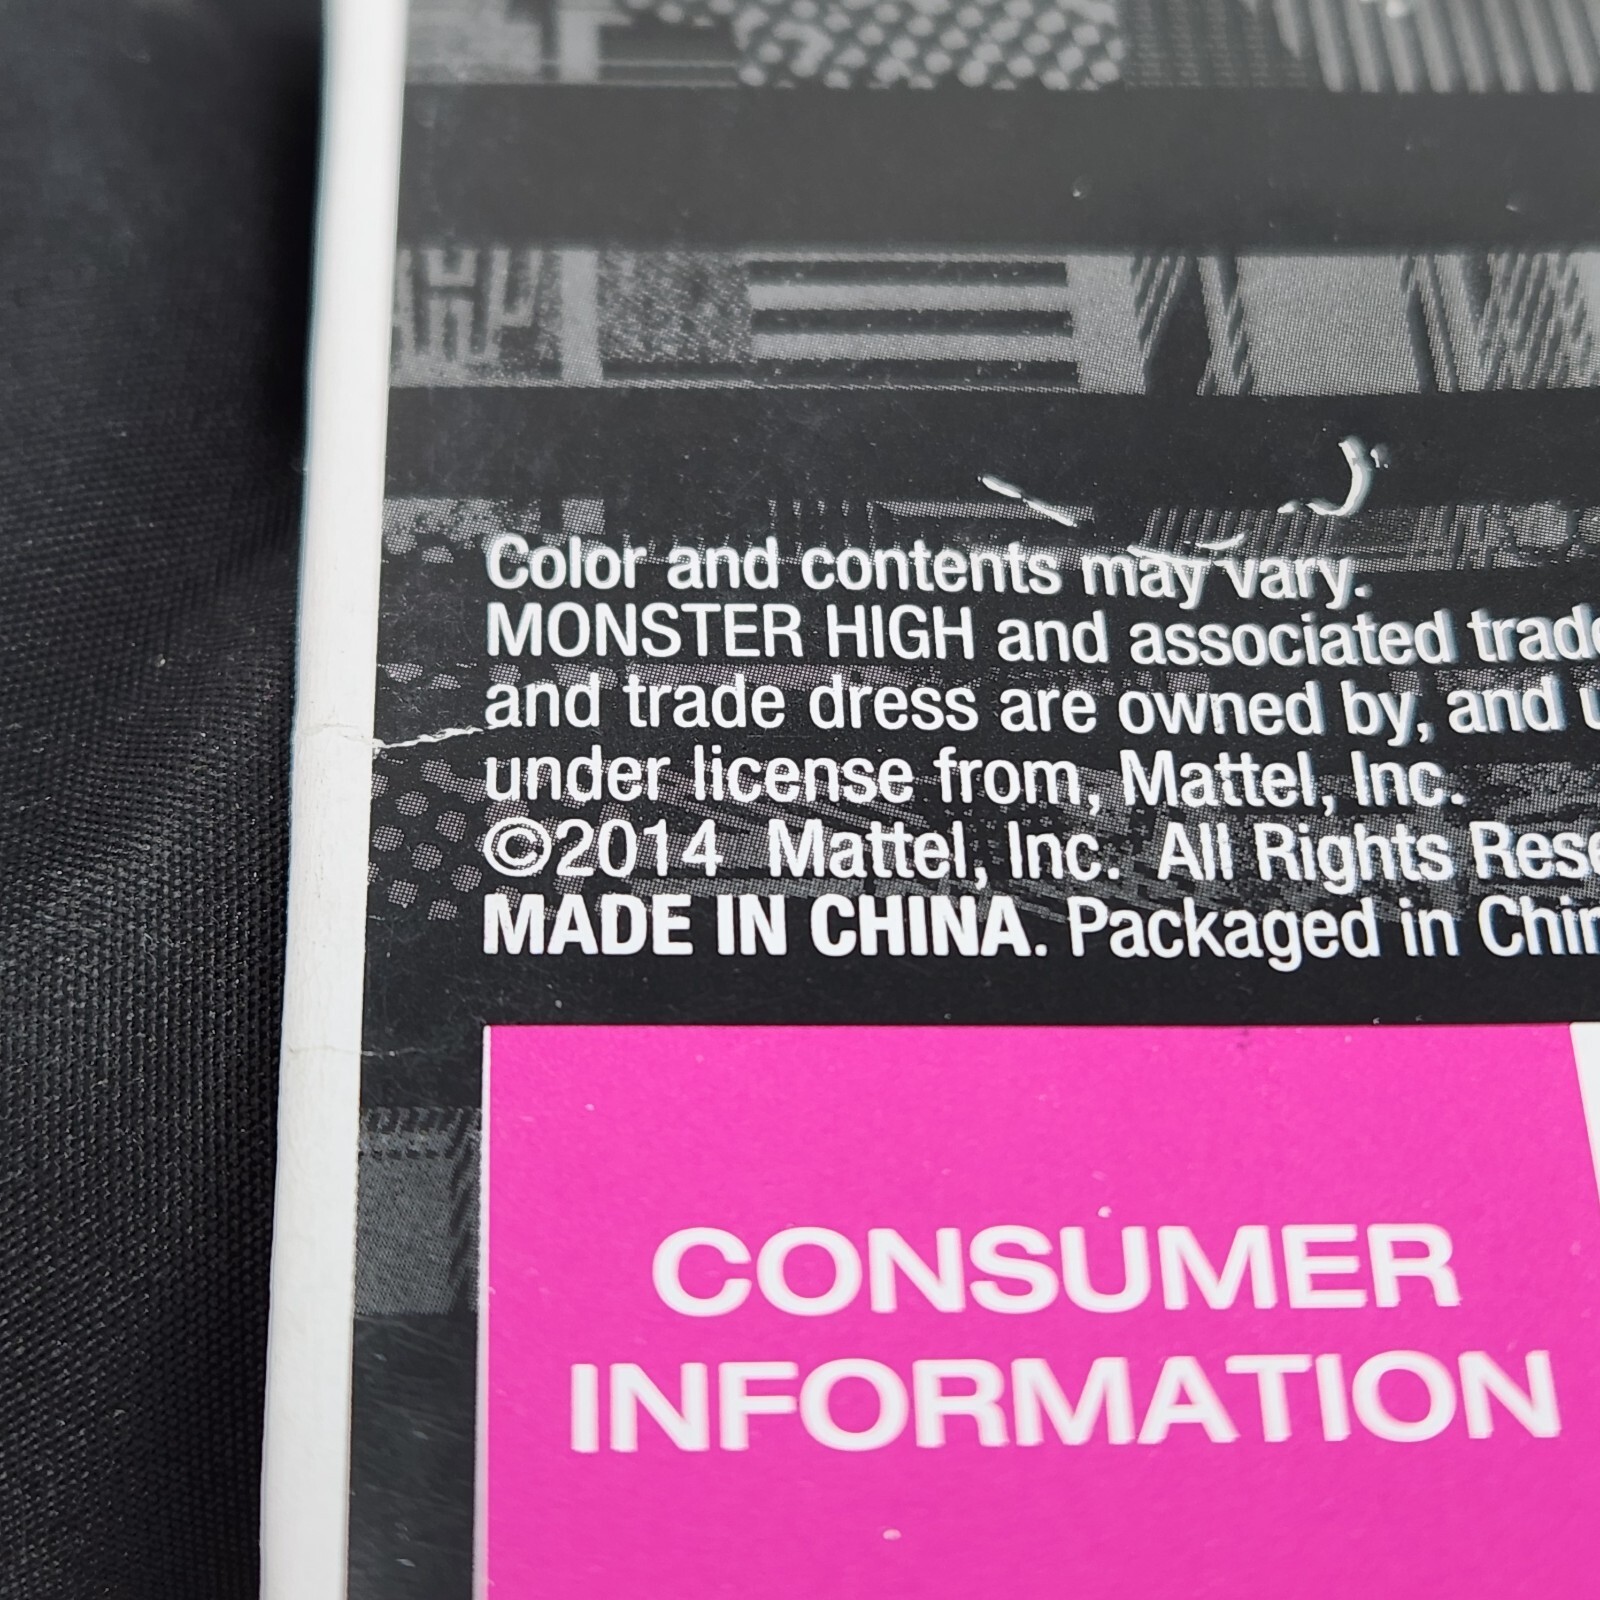 Color and contents may vary.
MONSTER HIGH and associated trade
and trade dress are owned by, and u
under license from, Mattel, Inc.
©2014 Mattel, Inc. All Rights Rese
MADE IN CHINA. Packaged in Chin
CONSUMER
INFORMATION